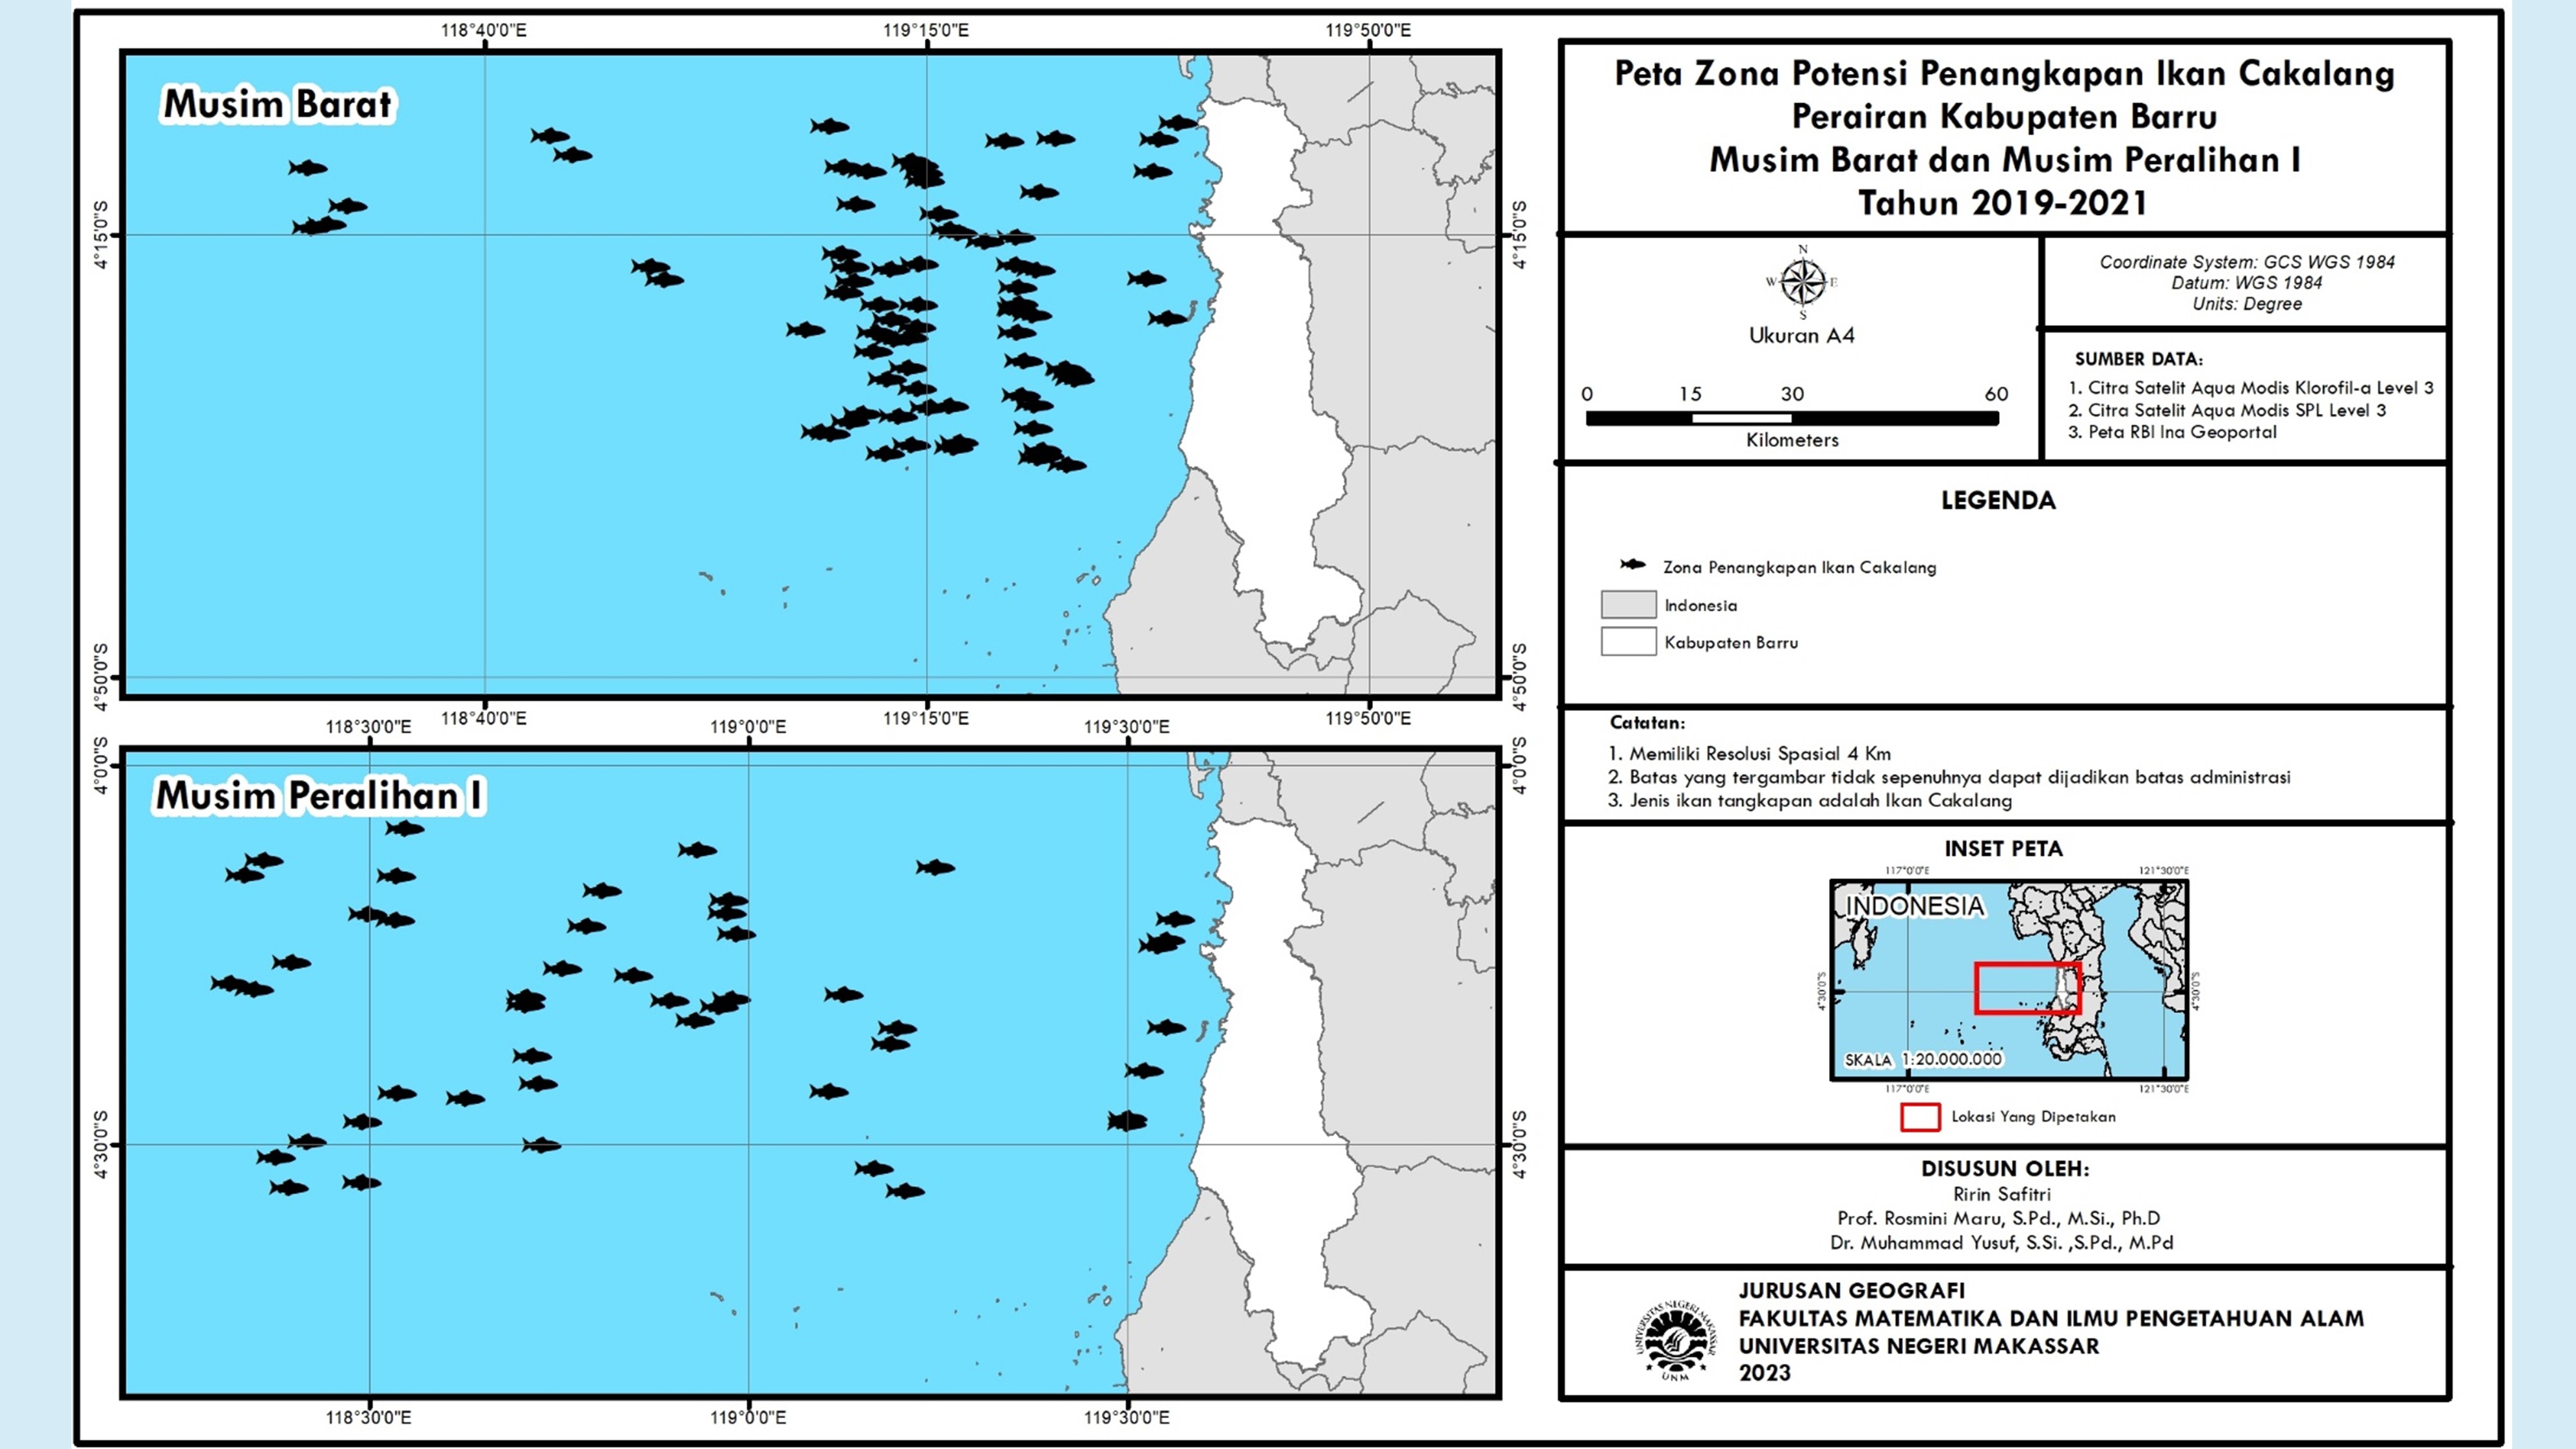 118°40'0"E 119°15'0"E 119°50'0"E
Musim Barat
4°15'0"S 4°15'0"S
4°50'0"S 4°50'0"S
118°40'0"E 119°15'0"E 119°50'0"E
118°30'0"E 119°0'0"E 119°30'0"E
4°0'0"S 4°0'0"S
Musim Peralihan I
4°30'0"S 4°30'0"S
118°30'0"E 119°0'0"E 119°30'0"E
Peta Zona Potensi Penangkapan Ikan Cakalang
Perairan Kabupaten Barru
Musim Barat dan Musim Peralihan I
Tahun 2019-2021
N
W E
S
Ukuran A4
0 15 30 60
Kilometers
Coordinate System: GCS WGS 1984
Datum: WGS 1984
Units: Degree
SUMBER DATA:
1. Citra Satelit Aqua Modis Klorofil-a Level 3
2. Citra Satelit Aqua Modis SPL Level 3
3. Peta RBI Ina Geoportal
LEGENDA
Zona Penangkapan Ikan Cakalang
Indonesia
Kabupaten Barru
Catatan:
1. Memiliki Resolusi Spasial 4 Km
2. Batas yang tergambar tidak sepenuhnya dapat dijadikan batas administrasi
3. Jenis ikan tangkapan adalah Ikan Cakalang
INSET PETA
117°0'0"E 121°30'0"E
INDONESIA
4°30'0"S 4°30'0"S
SKALA 1:20.000.000
117°0'0"E 121°30'0"E
Lokasi Yang Dipetakan
DISUSUN OLEH:
Ririn Safitri
Prof. Rosmini Maru, S.Pd., M.Si., Ph.D
Dr. Muhammad Yusuf, S.Si. ,S.Pd., M.Pd
UNIVERSITAS NEGERI MAKASSAR
UNM
JURUSAN GEOGRAFI
FAKULTAS MATEMATIKA DAN ILMU PENGETAHUAN ALAM
UNIVERSITAS NEGERI MAKASSAR
2023